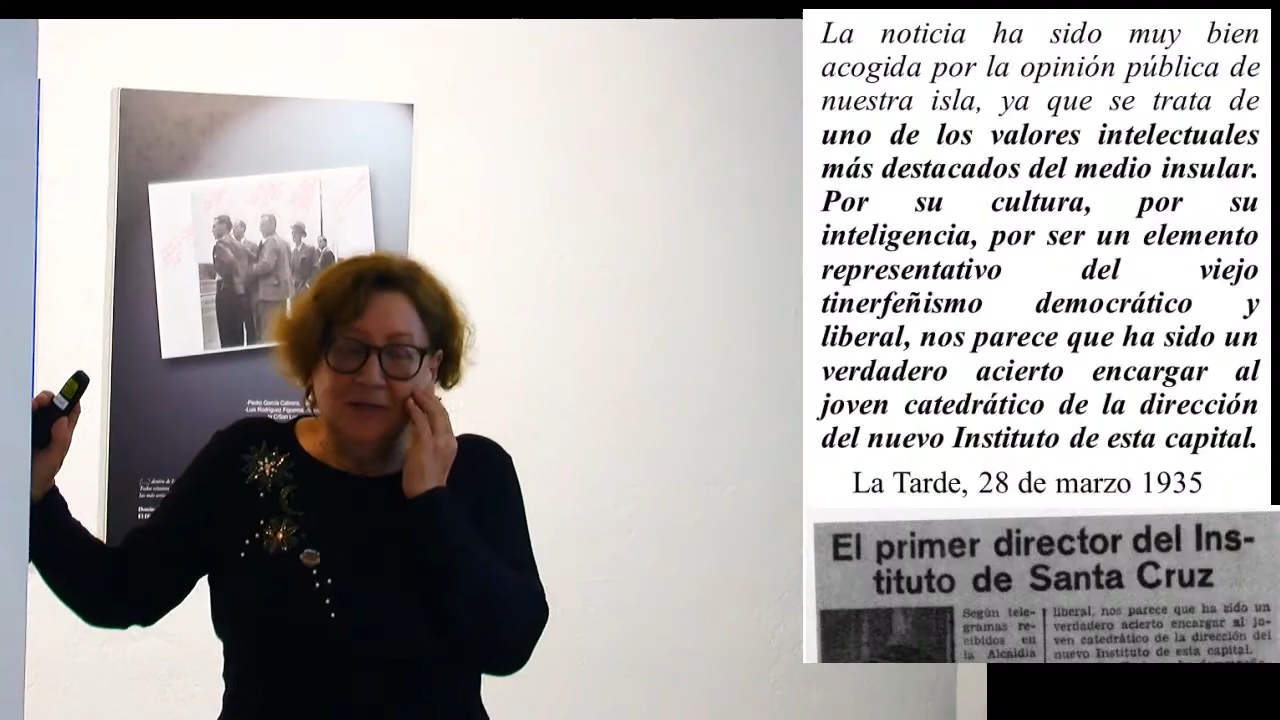 La noticia ha sido muy bien
acogida por la opinión pública de
nuestra isla, ya que se trata de
uno de los valores intelectuales
más destacados del medio insular.
Por su cultura, por su
inteligencia, por ser un elemento
representativo del viejo
tinerfeñismo democrático y
liberal, nos parece que ha sido un
verdadero acierto encargar al
joven catedrático de la dirección
del nuevo Instituto de esta capital.
La Tarde, 28 de marzo 1935
El primer director del Ins-
tituto de Santa Cruz
Según tele-
gramas re-
cibidos en
la Alcaldía
liberal, nos parece que ha sido un
verdadero acierto encargar al jo-
ven catedrático de la dirección del
nuevo Instituto de esta capital.
-Pedro García Cabrera.
-Luis Rodríguez Figueroa.